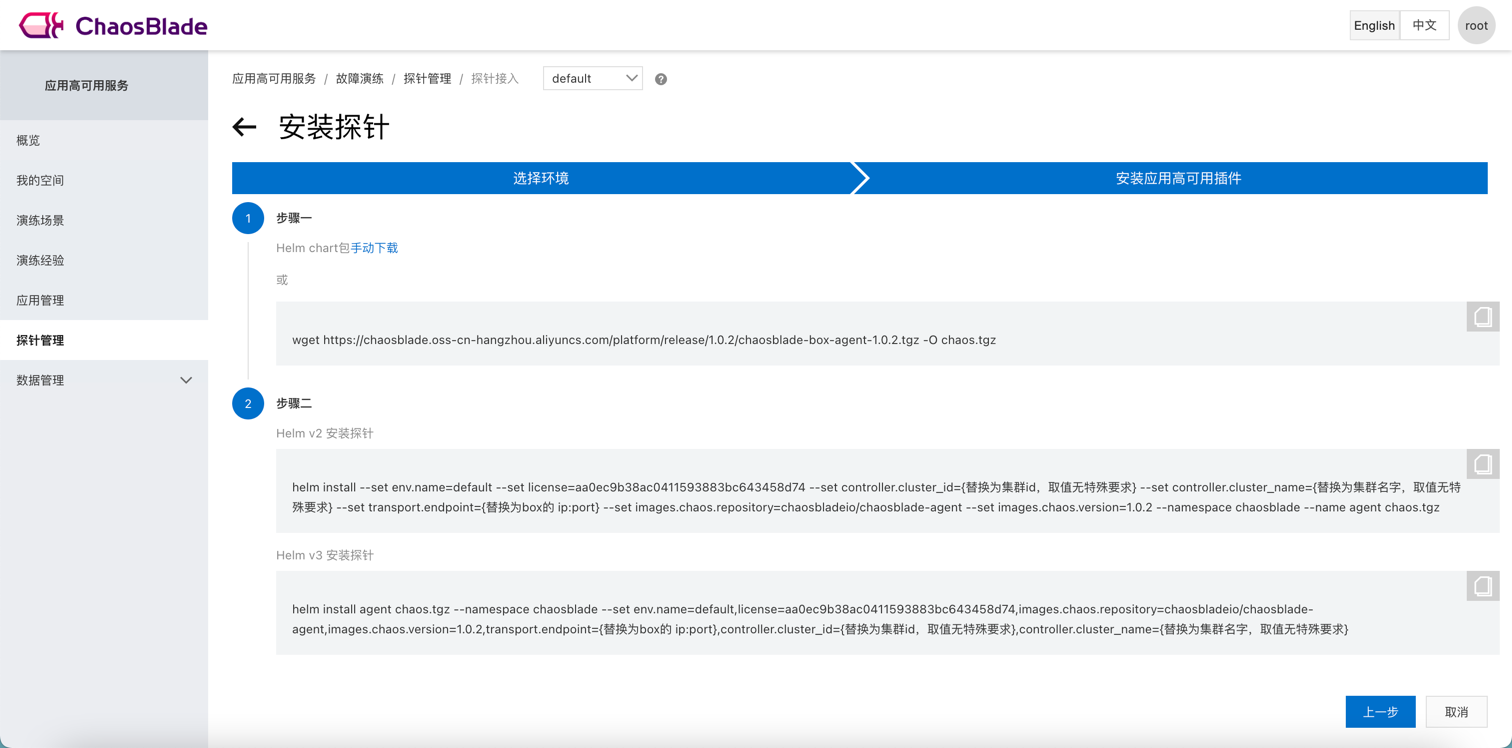 ChaosBlade
English
中文
root
应用高可用服务
概览
我的空间
演练场景
演练经验
应用管理
探针管理
数据管理
应用高可用服务 / 故障演练 / 探针管理 / 探针接入
default
?
安装探针
选择环境
安装应用高可用插件
1
步骤一
Helm chart包手动下载
或
wget https://chaosblade.oss-cn-hangzhou.aliyuncs.com/platform/release/1.0.2/chaosblade-box-agent-1.0.2.tgz -O chaos.tgz
2
步骤二
Helm v2 安装探针
helm install --set env.name=default --set license=aa0ec9b38ac0411593883bc643458d74 --set controller.cluster_id={替换为集群id，取值无特殊要求} --set controller.cluster_name={替换为集群名字，取值无特
殊要求} --set transport.endpoint={替换为box的 ip:port} --set images.chaos.repository=chaosbladeio/chaosblade-agent --set images.chaos.version=1.0.2 --namespace chaosblade --name agent chaos.tgz
Helm v3 安装探针
helm install agent chaos.tgz --namespace chaosblade --set env.name=default,license=aa0ec9b38ac0411593883bc643458d74,images.chaos.repository=chaosbladeio/chaosblade-
agent,images.chaos.version=1.0.2,transport.endpoint={替换为box的 ip:port},controller.cluster_id={替换为集群id，取值无特殊要求},controller.cluster_name={替换为集群名字，取值无特殊要求}
上一步
取消